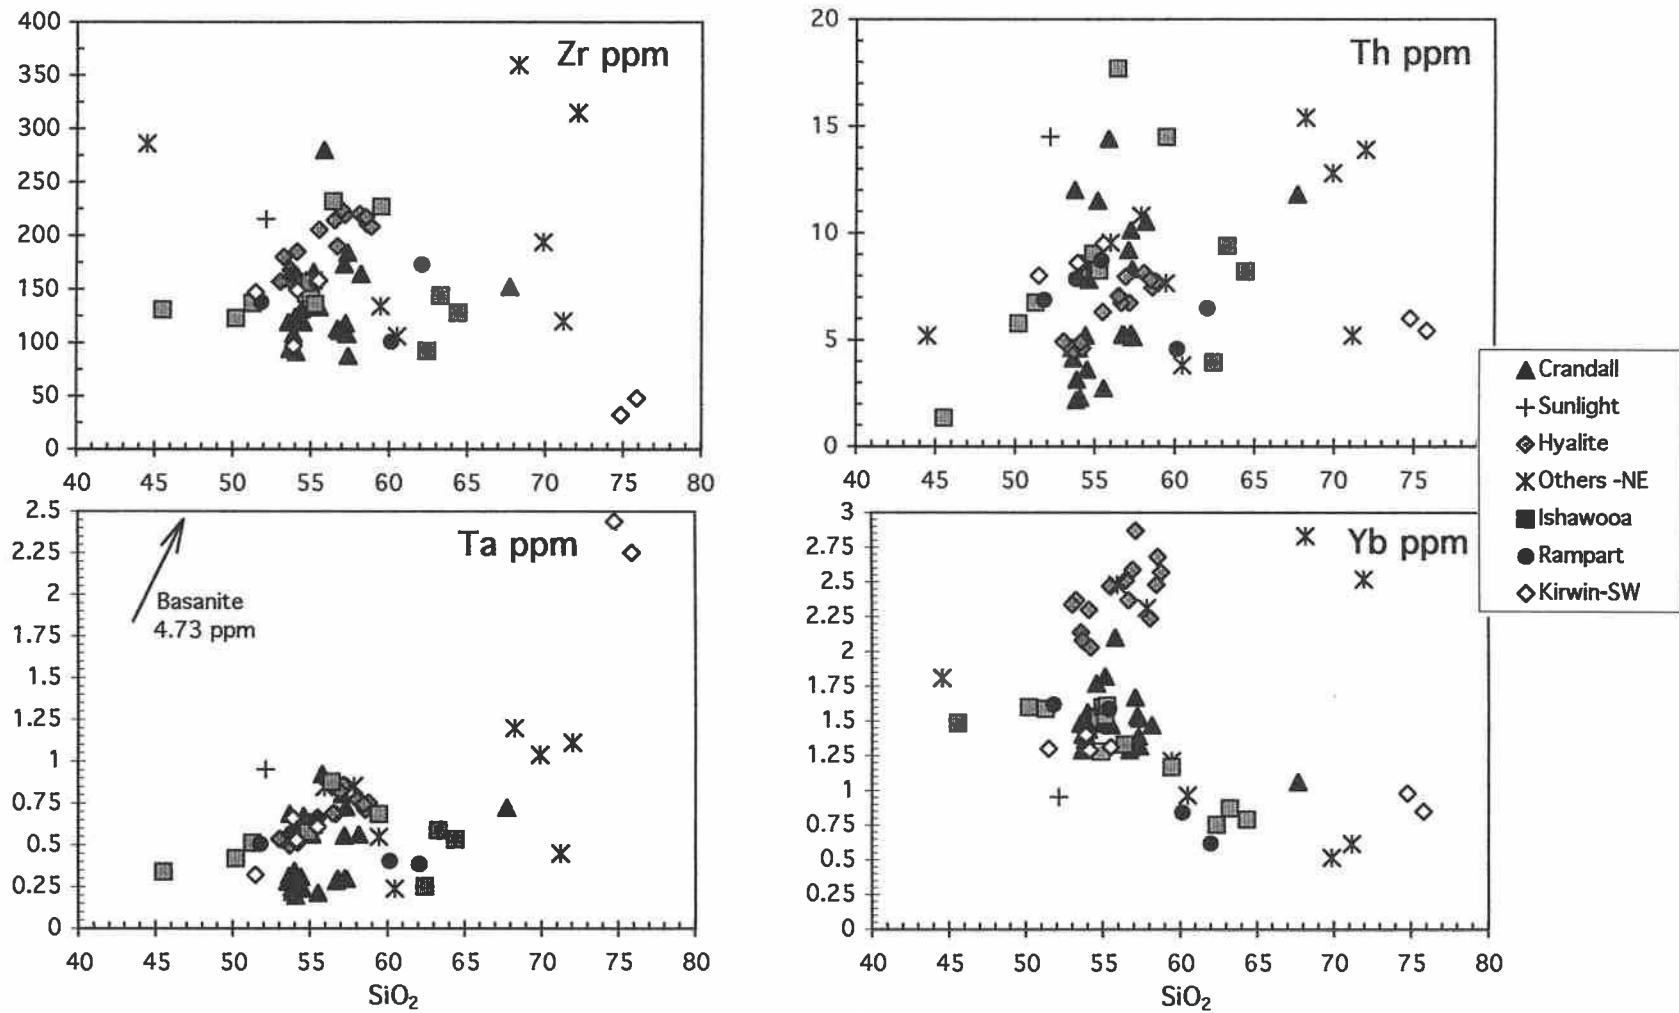 Zr ppm
400
350
300
250
200
150
100
50
0
40 45 50 55 60 65 70 75 80
Th ppm
20
15
10
5
0
40 45 50 55 60 65 70 75
Ta ppm
2.5
2.25
2
1.75
1.5
1.25
1
0.75
0.5
0.25
0
Basanite
4.73 ppm
40 45 50 55 60 65 70 75 80
SiO₂
Yb ppm
3
2.75
2.5
2.25
2
1.75
1.5
1.25
1
0.75
0.5
0.25
0
40 45 50 55 60 65 70 75 80
SiO₂
Crandall
Sunlight
Hyalite
Others -NE
Ishawooa
Rampart
Kirwin-SW